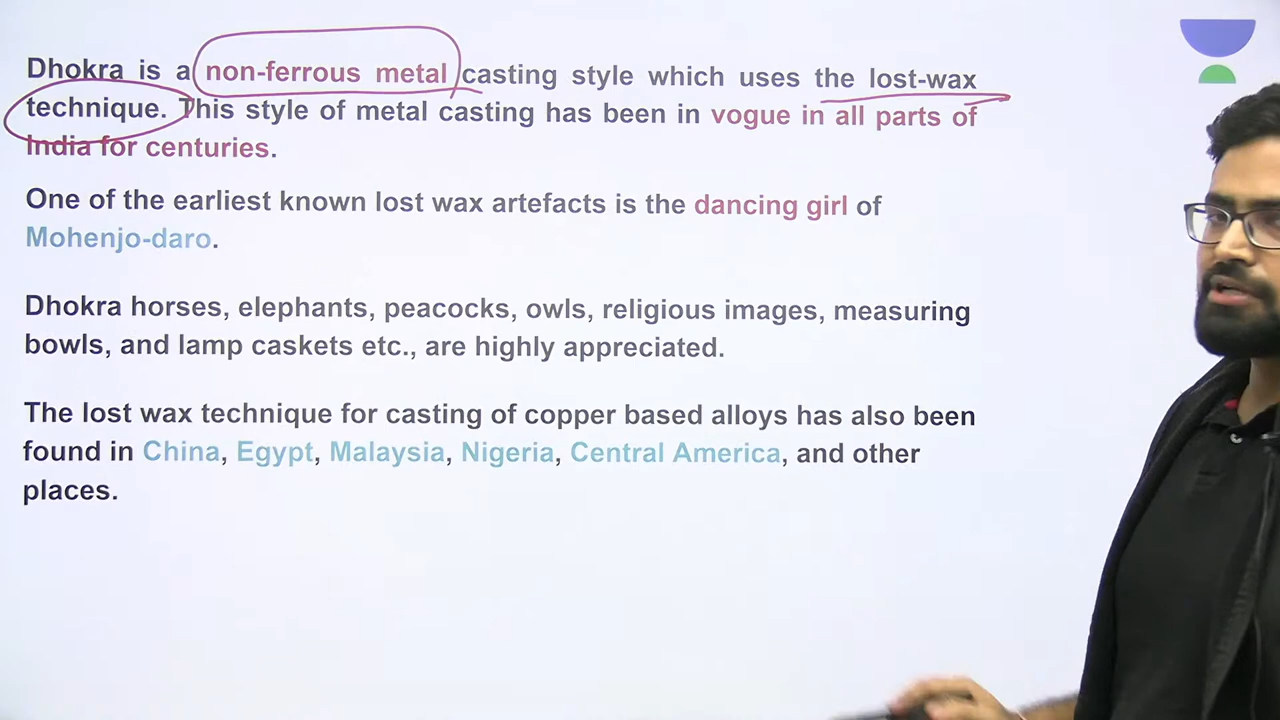 Dhokra is a non-ferrous metal casting style which uses the lost-wax
technique. This style of metal casting has been in vogue in all parts of
India for centuries.
One of the earliest known lost wax artefacts is the dancing girl of
Mohenjo-daro.
Dhokra horses, elephants, peacocks, owls, religious images, measuring
bowls, and lamp caskets etc., are highly appreciated.
The lost wax technique for casting of copper based alloys has also been
found in China, Egypt, Malaysia, Nigeria, Central America, and other
places.